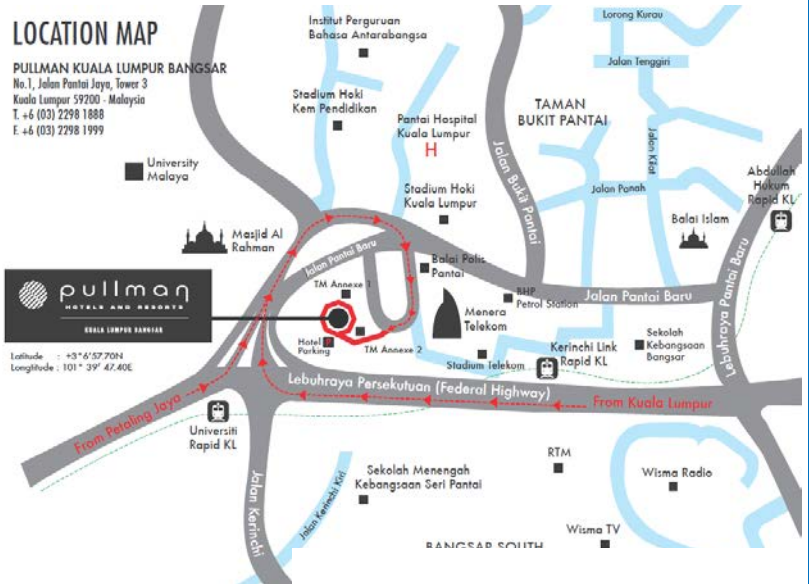 LOCATION MAP
PULLMAN KUALA LUMPUR BANGSAR
No.1, Jalan Pantai Jaya, Tower 3
Kuala Lumpur 59200 - Malaysia
T. +6 (03) 2298 1888
F. +6 (03) 2298 1999
Institut Perguruan
Bahasa Antarabangsa
Stadium Hoki
Kem Pendidikan
Pantai Hospital
Kuala Lumpur
H
Stadium Hoki
Kuala Lumpur
University
Malaya
Masjid Al
Rahman
Lorong Kurau
Jalan Tenggiri
TAMAN
BUKIT PANTAI
Jalan Kilat
Jalan Panah
Jalan Bukit Pantai
Abdullah
Hukum
Rapid KL
Balai Islam
Jalan Pantai Baru
Balai Polis
Pantai
TM Annexe 1
BHP
Petrol Station
Jalan Pantai Baru
Lebuhraya Pantai Baru
pullman
HOTELS AND RESORTS
KUALA LUMPUR BANGSAR
Menera
Telekom
Hotel
Parking
P
TM Annexe 2
Stadium Telekom
Kerinchi Link
Rapid KL
Sekolah
Kebangsaan
Bangsar
Latitude : +3°6'57.70N
Longtitude : 101° 39' 47.40E
Lebuhraya Persekutuan (Federal Highway)
From Kuala Lumpur
From Petaling Jaya
Universiti
Rapid KL
Jalan Kerinchi
Jalan Kerinchi Kiri
Sekolah Menengah
Kebangsaan Seri Pantai
RTM
Wisma Radio
Wisma TV
BANGSAR SOUTH